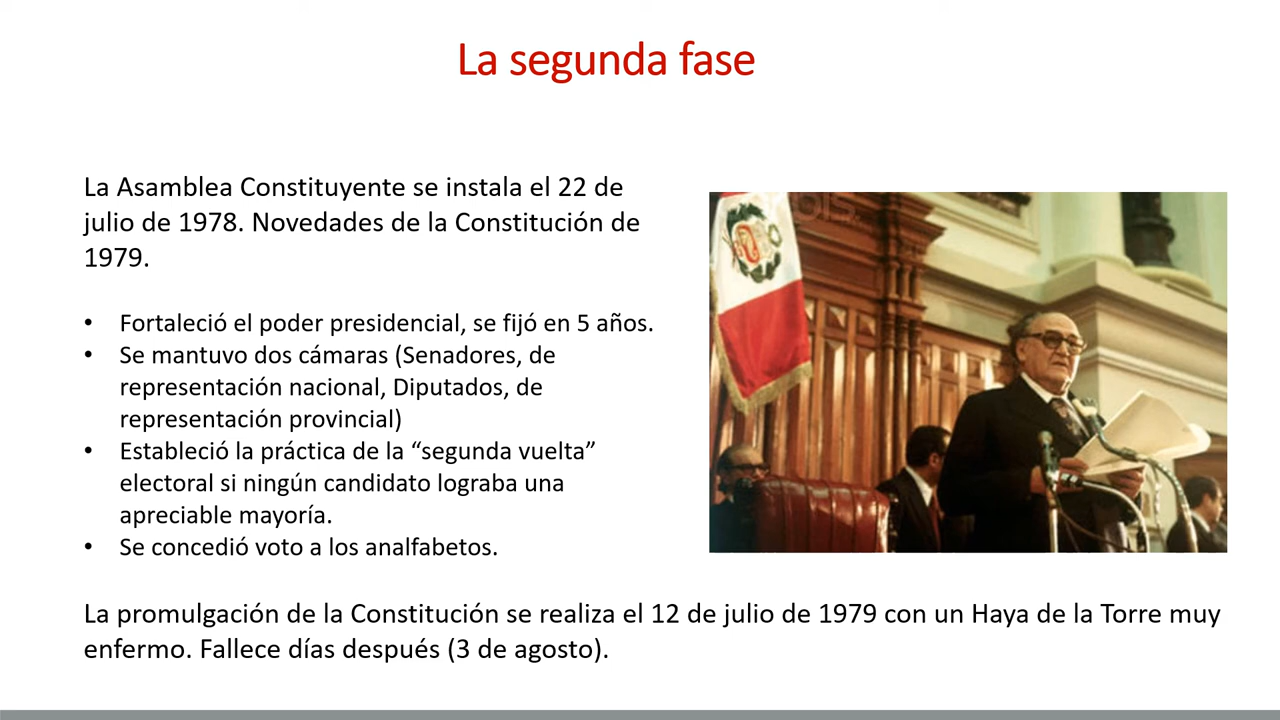 La segunda fase
La Asamblea Constituyente se instala el 22 de
julio de 1978. Novedades de la Constitución de
1979.
• Fortaleció el poder presidencial, se fijó en 5 años.
• Se mantuvo dos cámaras (Senadores, de
representación nacional, Diputados, de
representación provincial)
• Estableció la práctica de la “segunda vuelta”
electoral si ningún candidato lograba una
apreciable mayoría.
• Se concedió voto a los analfabetos.
La promulgación de la Constitución se realiza el 12 de julio de 1979 con un Haya de la Torre muy
enfermo. Fallece días después (3 de agosto).